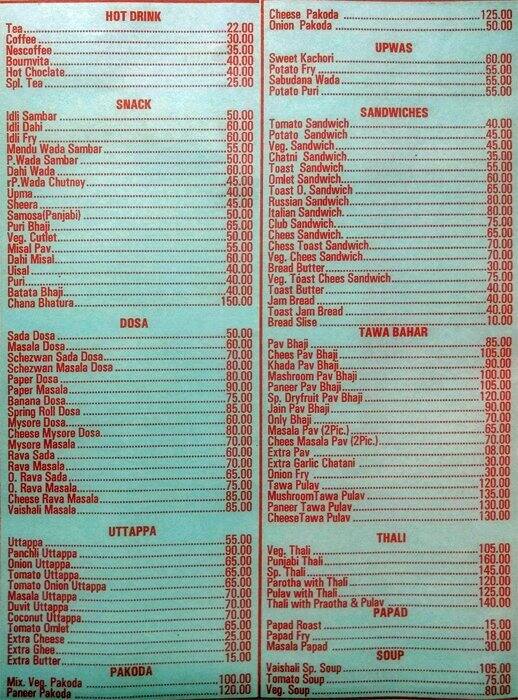 HOT DRINK
Tea 22.00
Coffee 30.00
Nescoffee 35.00
Bournvita 40.00
Hot Choclate 40.00
Spl. Tea 25.00
SNACK
Idli Sambar 50.00
Idli Dahi 60.00
Idli Fry 60.00
Mendu Wada Sambar 55.00
P.Wada Sambar 50.00
Dahi Wada 60.00
rP.Wada Chutney 45.00
Upma 40.00
Sheera 45.00
Samosa(Panjabi) 50.00
Puri Bhaji 65.00
Veg. Cutlet 50.00
Misal Pav 55.00
Dahi Misal 60.00
Uisal 40.00
Puri 40.00
Batata Bhaji 40.00
Chana Bhatura 150.00
DOSA
Sada Dosa 50.00
Masala Dosa 60.00
Schezwan Sada Dosa 70.00
Schezwan Masala Dosa 80.00
Paper Dosa 80.00
Paper Masala 90.00
Banana Dosa 75.00
Spring Roll Dosa 85.00
Mysore Dosa 60.00
Cheese Mysore Dosa 80.00
Mysore Masala 70.00
Rava Sada 60.00
Rava Masala 70.00
O. Rava Sada 65.00
O. Rava Masala 75.00
Cheese Rava Masala 85.00
Vaishali Masala 85.00
UTTAPPA
Uttappa 55.00
Panchli Uttappa 90.00
Onion Uttappa 65.00
Tomato Uttappa 65.00
Tomato Onion Uttappa 65.00
Masala Uttappa 70.00
Duvit Uttappa 70.00
Coconut Uttappa 70.00
Tomato Omlet 65.00
Extra Cheese 25.00
Extra Ghee 20.00
Extra Butter 15.00
PAKODA
Mix. Veg. Pakoda 100.00
Paneer Pakoda 120.00
Cheese Pakoda 125.00
Onion Pakoda 50.00
UPWAS
Sweet Kachori 60.00
Potato Fry 55.00
Sabudana Wada 55.00
Potato Puri 55.00
SANDWICHES
Tomato Sandwich 40.00
Potato Sandwich 45.00
Veg. Sandwich 45.00
Chatni Sandwich 35.00
Toast Sandwich 55.00
Omlet Sandwich 60.00
Toast O. Sandwich 65.00
Russian Sandwich 80.00
Italian Sandwich 80.00
Club Sandwich 75.00
Chees Sandwich. 65.00
Chess Toast Sandwich 70.00
Veg. Chees Sandwich 70.00
Bread Butter 30.00
Veg. Toast Chees Sandwich 75.00
Toast Butter 40.00
Jam Bread 40.00
Toast Jam Bread 40.00
Bread Slise 10.00
TAWA BAHAR
Pav Bhaji 85.00
Chees Pav Bhaji 105.00
Khada Pav Bhaji 90.00
Mashroom Pav Bhaji 100.00
Paneer Pav Bhaji 105.00
Sp. Dryfruit Pav Bhaji 120.00
Jain Pav Bhaji 90.00
Only Bhaji 70.00
Masala Pav (2Pic.) 65.00
Chees Masala Pav (2Pic.) 70.00
Extra Pav 08.00
Extra Garlic Chatani 30.00
Onion Fry 30.00
Tawa Pulav 120.00
MushroomTawa Pulav 135.00
Paneer Tawa Pulav 130.00
CheeseTawa Pulav 130.00
THALI
Veg. Thali 105.00
Punjabi Thali 160.00
Sp. Thali 145.00
Parotha with Thali 120.00
Pulav with Thali 125.00
Thali with Praotha & Pulav 140.00
PAPAD
Papad Roast 15.00
Papad Fry 18.00
Masala Papad 30.00
SOUP
Vaishali Sp. Soup 105.00
Tomato Soup 75.00
Veg. Soup 80.00